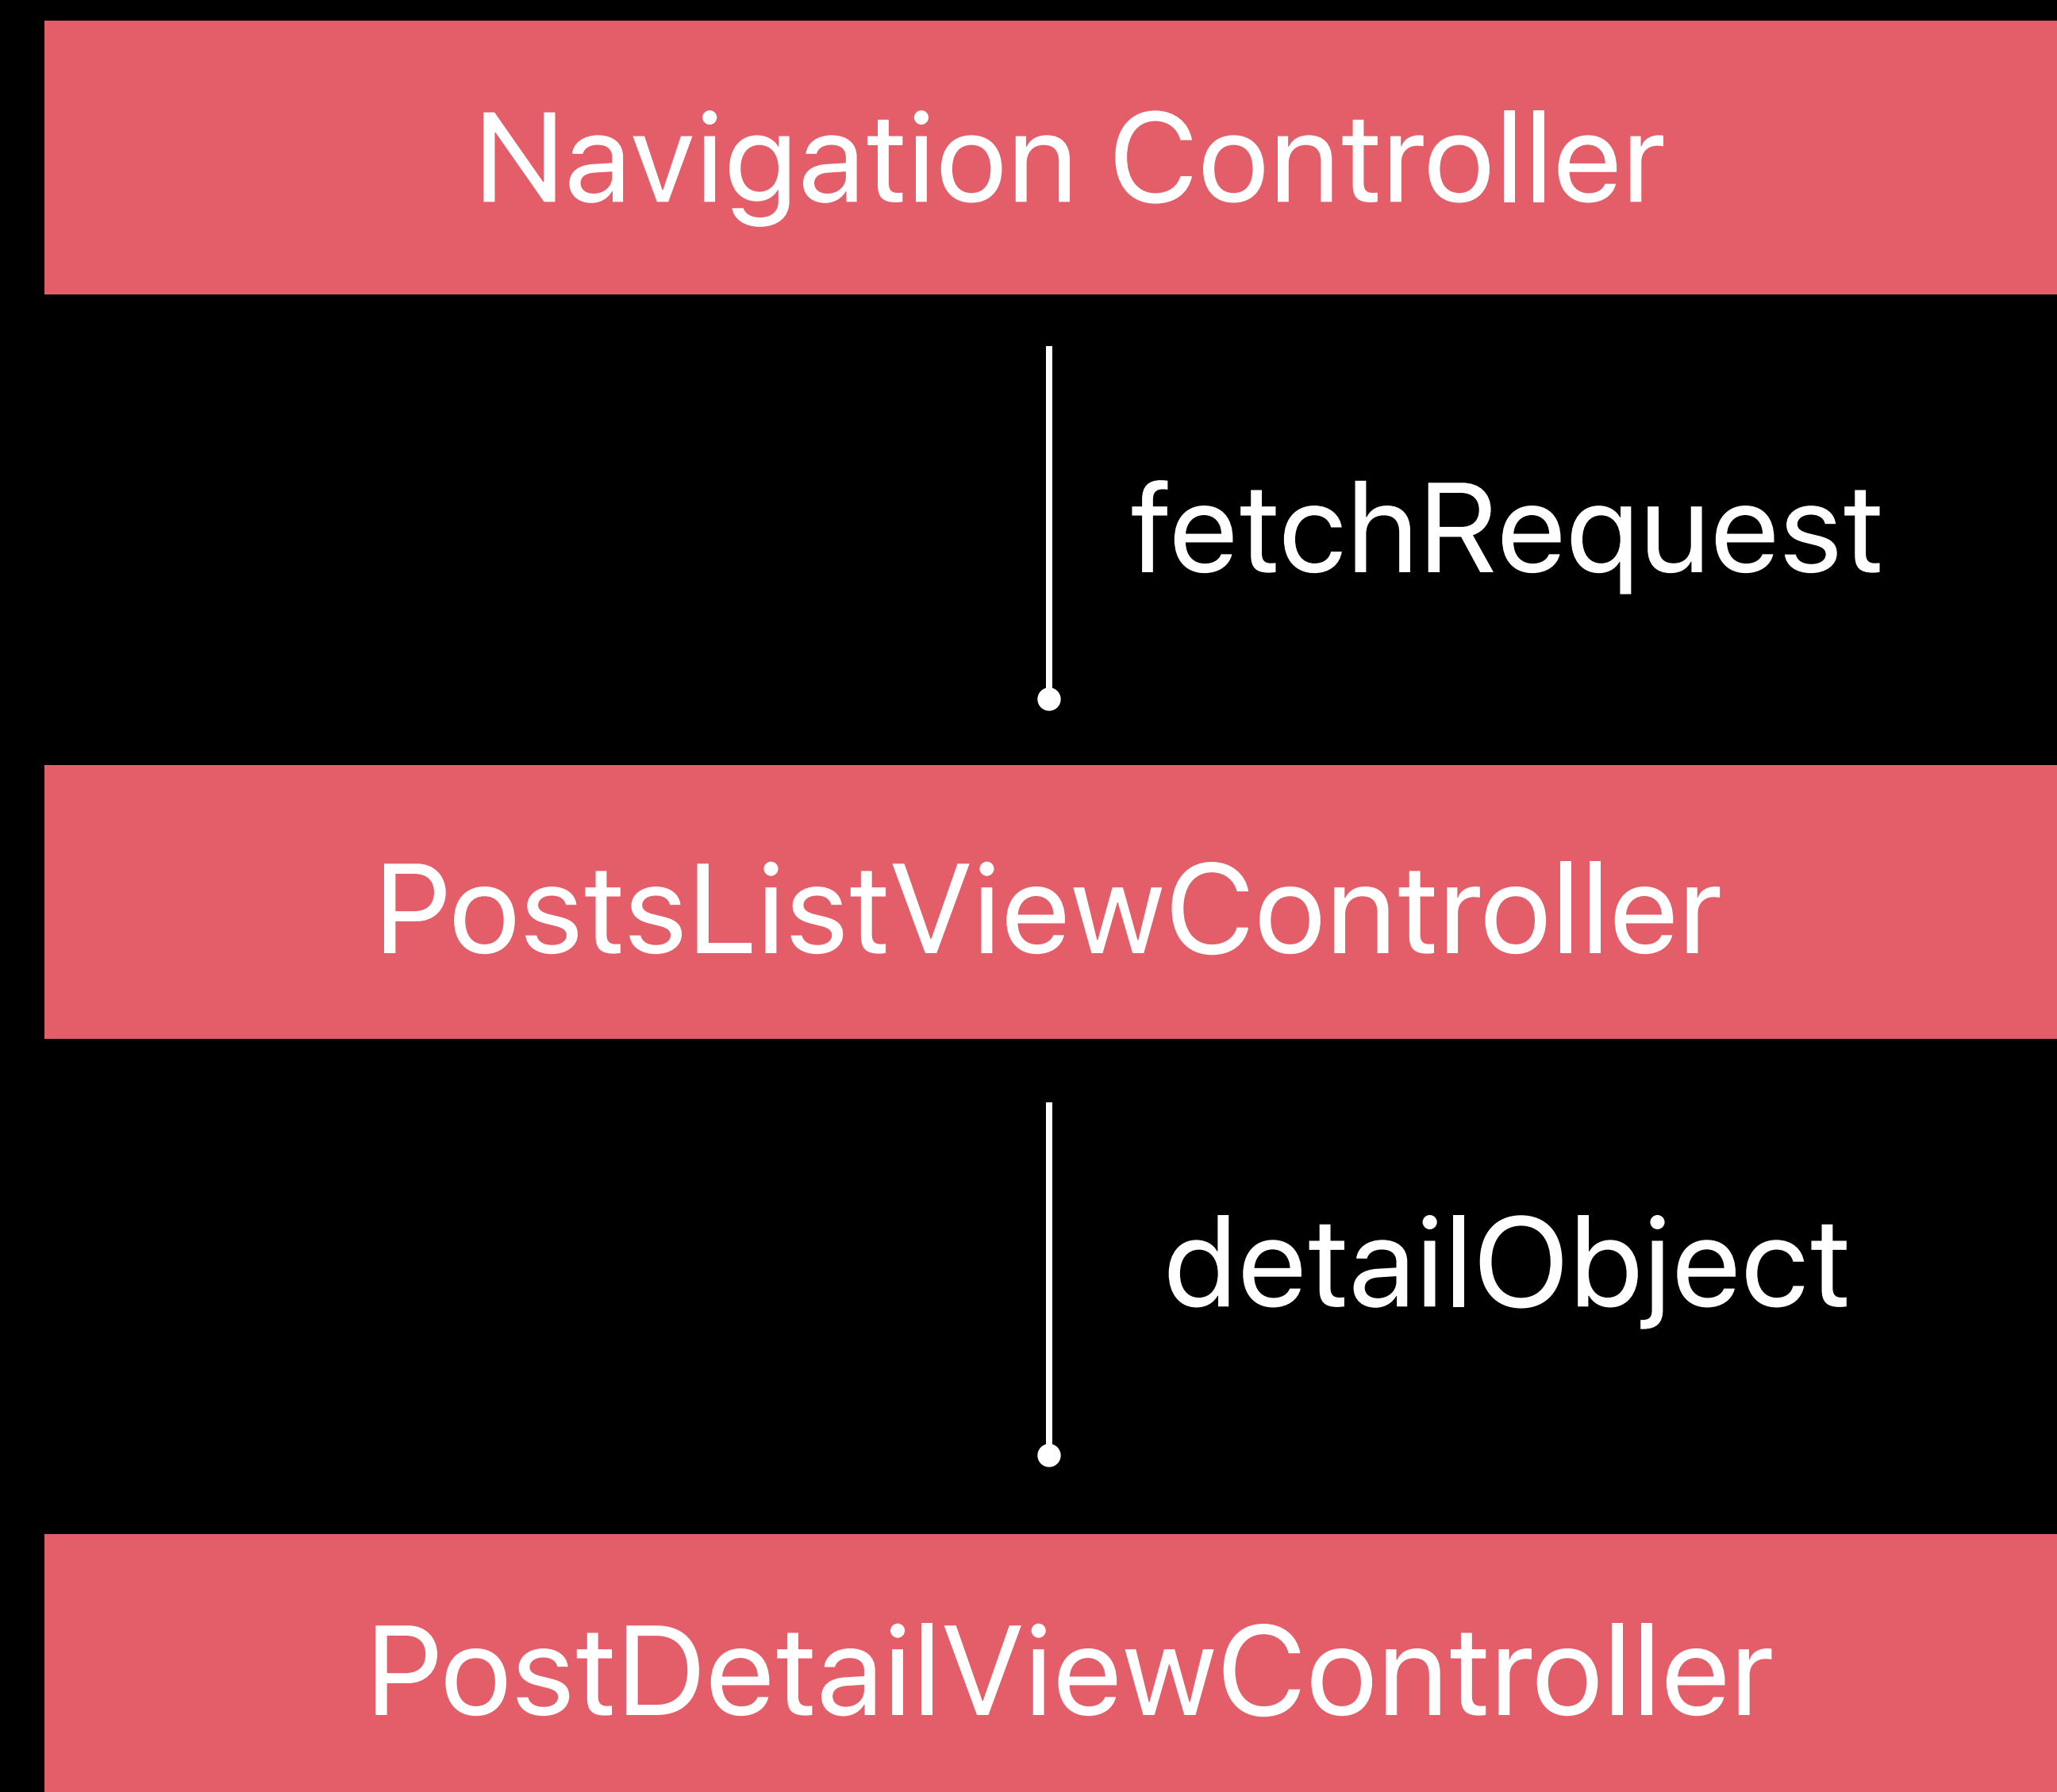 Navigation Controller
fetchRequest
PostsListViewController
detailObject
PostDetailViewController